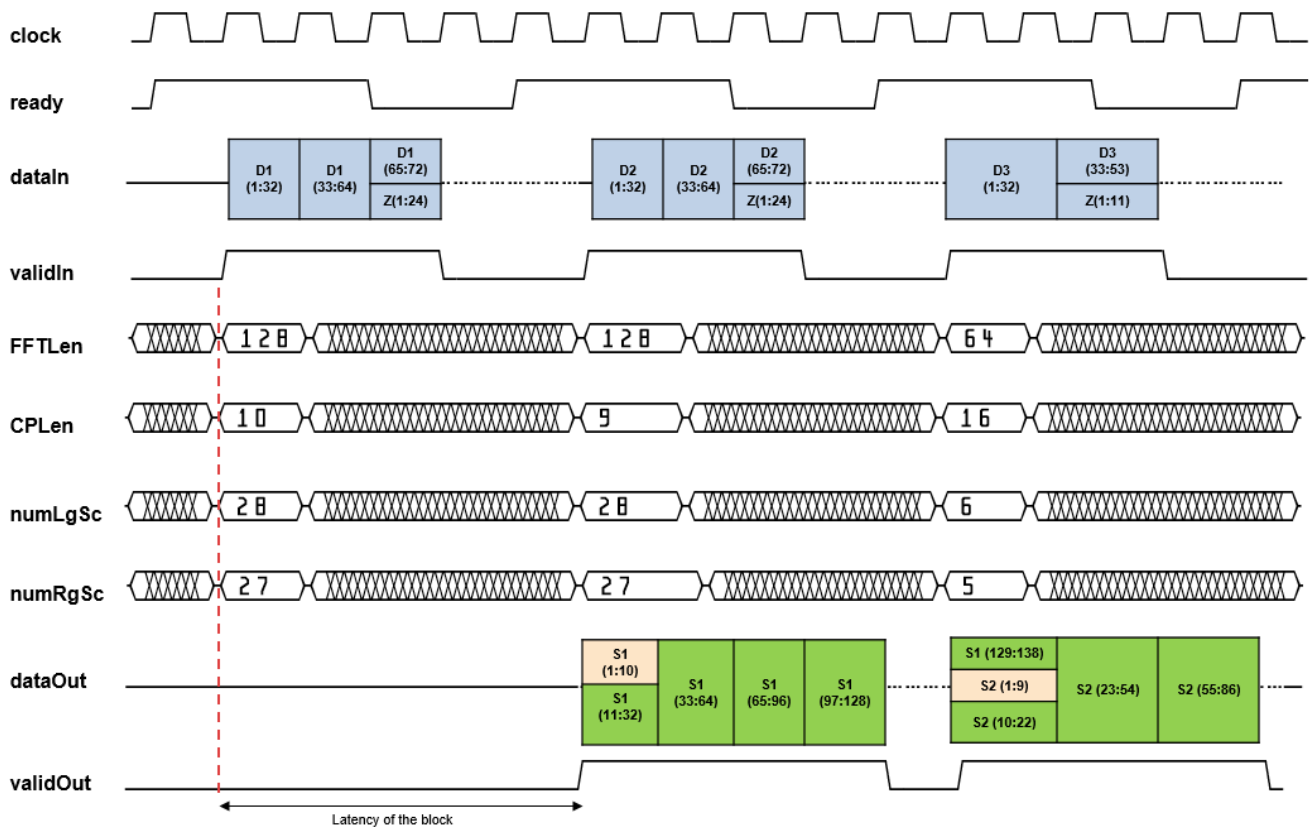 clock
ready
dataIn
D1
(1:32)
D1
(33:64)
D1
(65:72)
Z(1:24)
D2
(1:32)
D2
(33:64)
D2
(65:72)
Z(1:24)
D3
(1:32)
D3
(33:53)
Z(1:11)
validIn
FFTLen
128
128
64
CPLen
10
9
16
numLgSc
28
28
6
numRgSc
27
27
5
dataOut
S1
(1:10)
S1
(11:32)
S1
(33:64)
S1
(65:96)
S1
(97:128)
S1 (129:138)
S2 (1:9)
S2 (10:22)
S2 (23:54)
S2 (55:86)
validOut
Latency of the block